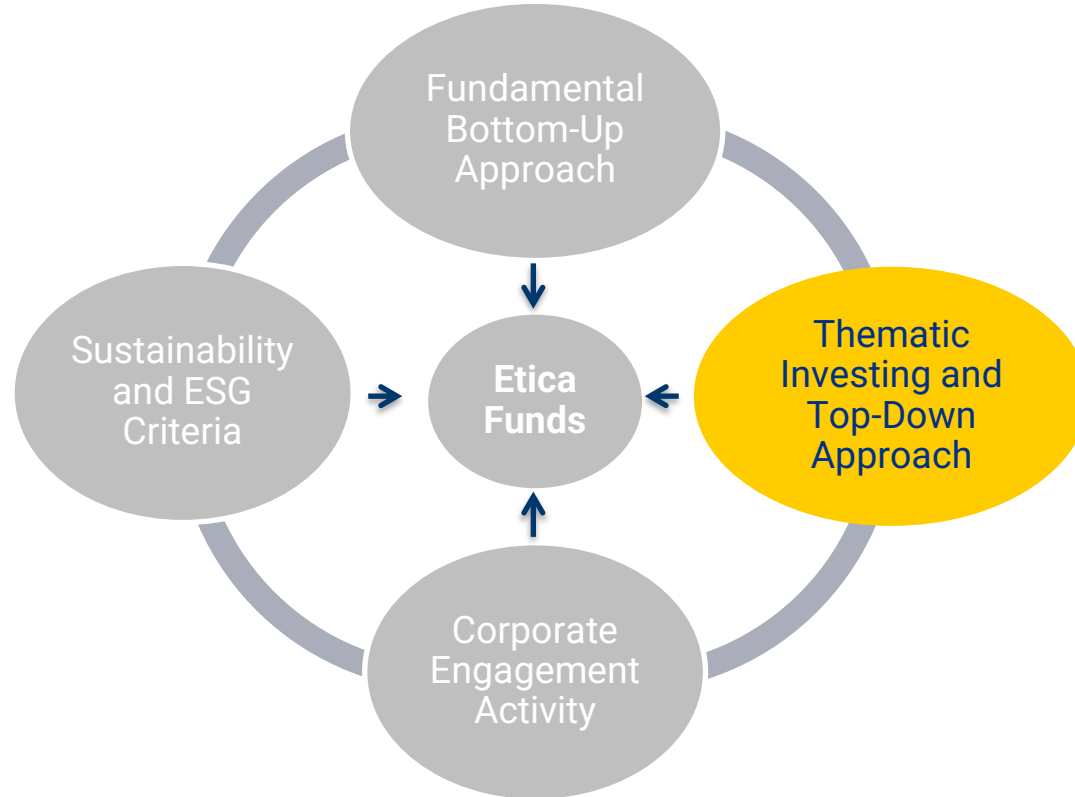 Fundamental
Bottom-Up
Approach
Sustainability
and ESG
Criteria
Etica
Funds
Thematic
Investing and
Top-Down
Approach
Corporate
Engagement
Activity